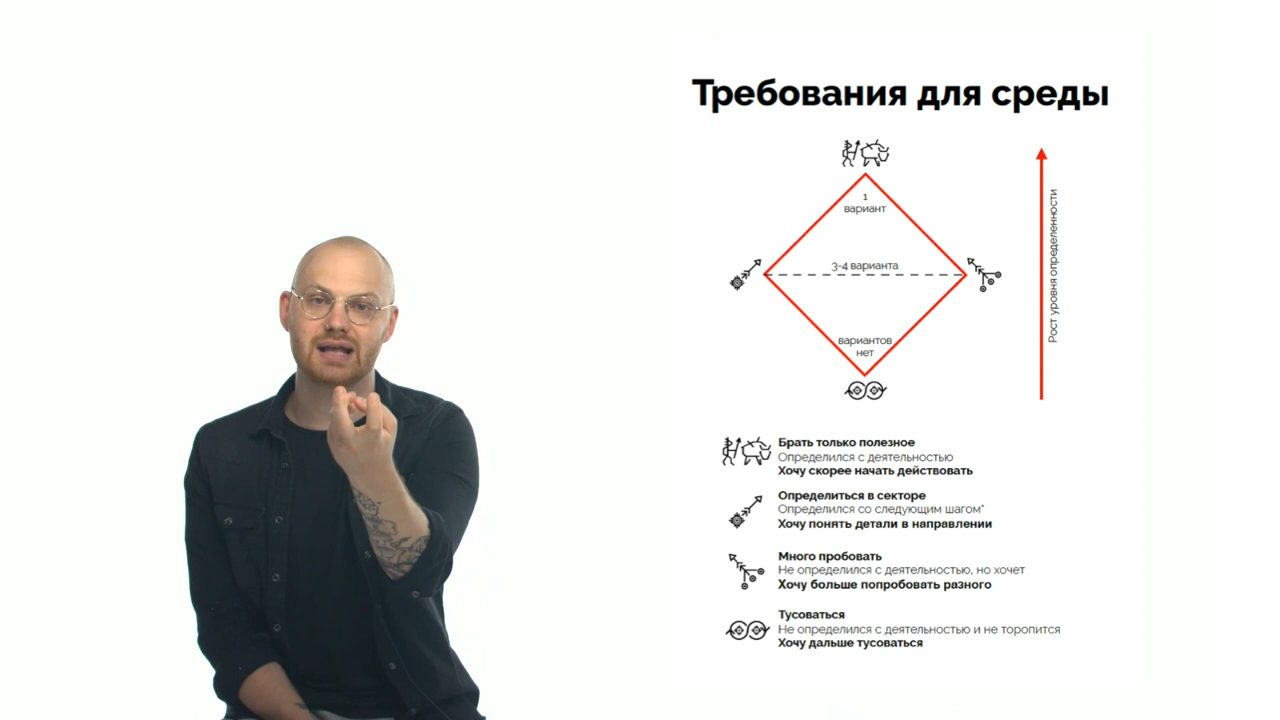 Требования для среды
1
вариант
3-4 варианта
вариантов
нет
Рост уровня определенности
Брать только полезное
Определился с деятельностью
Хочу скорее начать действовать
Определиться в секторе
Определился со следующим шагом*
Хочу понять детали в направлении
Много пробовать
Не определился с деятельностью, но хочет
Хочу больше попробовать разного
Тусоваться
Не определился с деятельностью и не торопится
Хочу дальше тусоваться